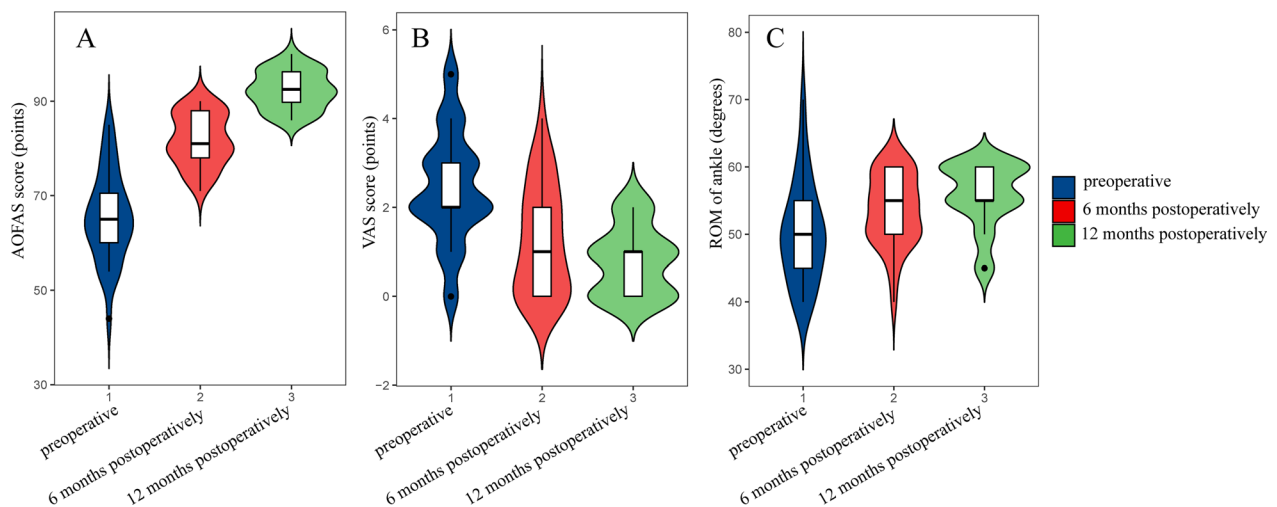 A
AOFAS score (points)
90
70
50
30
1
2
3
preoperative
6 months postoperatively
12 months postoperatively
B
VAS score (points)
6
4
2
0
−2
1
2
3
preoperative
6 months postoperatively
12 months postoperatively
C
ROM of ankle (degrees)
80
70
60
50
40
30
1
2
3
preoperative
6 months postoperatively
12 months postoperatively
preoperative
6 months postoperatively
12 months postoperatively